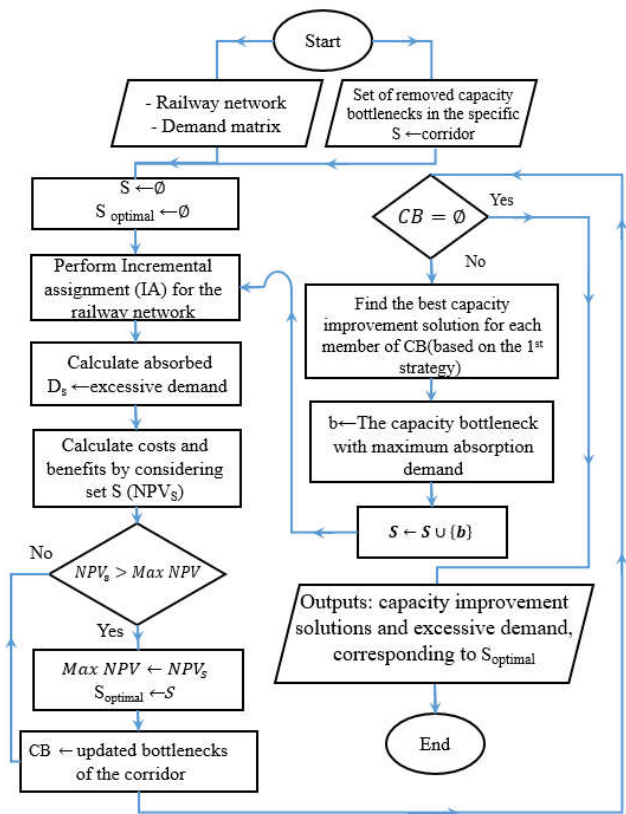 Start
- Railway network
- Demand matrix
Set of removed capacity
bottlenecks in the specific
S ←corridor
S ←∅
S optimal ←∅
Perform Incremental
assignment (IA) for the
railway network
Calculate absorbed
Dₛ ←excessive demand
Calculate costs and
benefits by considering
set S (NPVₛ)
No
NPVₛ > Max NPV
Yes
Max NPV ← NPVₛ
Soptimal ←S
CB ← updated bottlenecks
of the corridor
CB = ∅
Yes
No
Find the best capacity
improvement solution for each
member of CB(based on the 1st
strategy)
b←The capacity bottleneck
with maximum absorption
demand
S ← S ∪ {b}
Outputs: capacity improvement
solutions and excessive demand,
corresponding to Soptimal
End